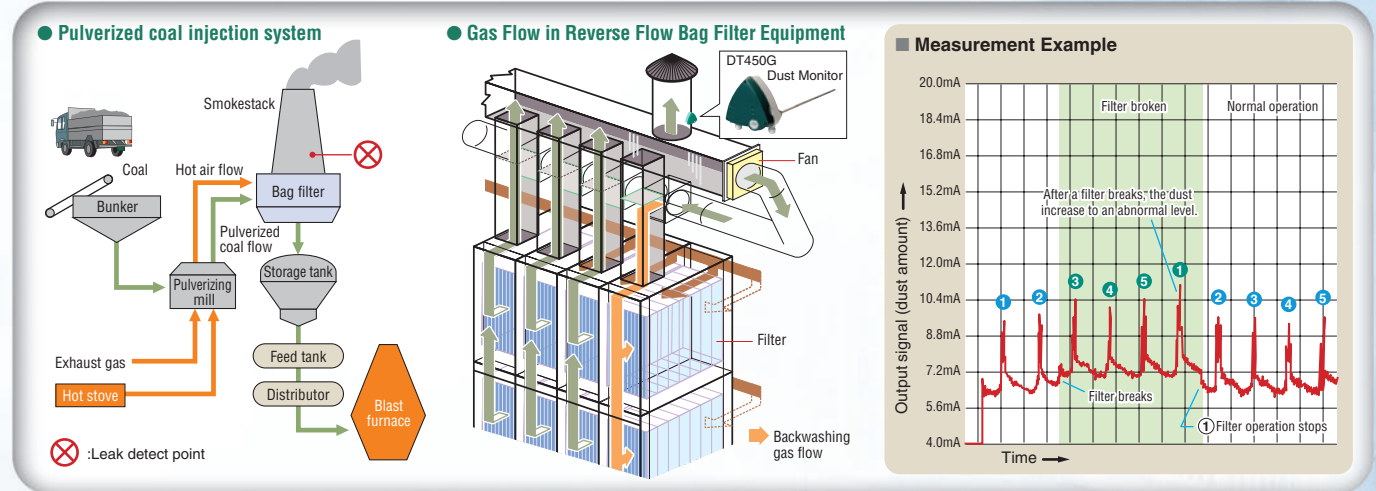 ● Pulverized coal injection system
Smokestack
Coal
Hot air flow
Bunker
Bag filter
Pulverized
coal flow
Pulverizing
mill
Storage tank
Exhaust gas
Feed tank
Hot stove
Distributor
Blast
furnace
:Leak detect point
● Gas Flow in Reverse Flow Bag Filter Equipment
DT450G
Dust Monitor
Fan
Filter
Backwashing
gas flow
■ Measurement Example
Output signal (dust amount)
20.0mA
18.4mA
16.8mA
15.2mA
13.6mA
12.0mA
10.4mA
8.8mA
7.2mA
5.6mA
4.0mA
Filter broken
Normal operation
After a filter breaks, the dust
increase to an abnormal level.
1 2 3 4 5 1 2 3 4 5
Filter breaks
① Filter operation stops
Time